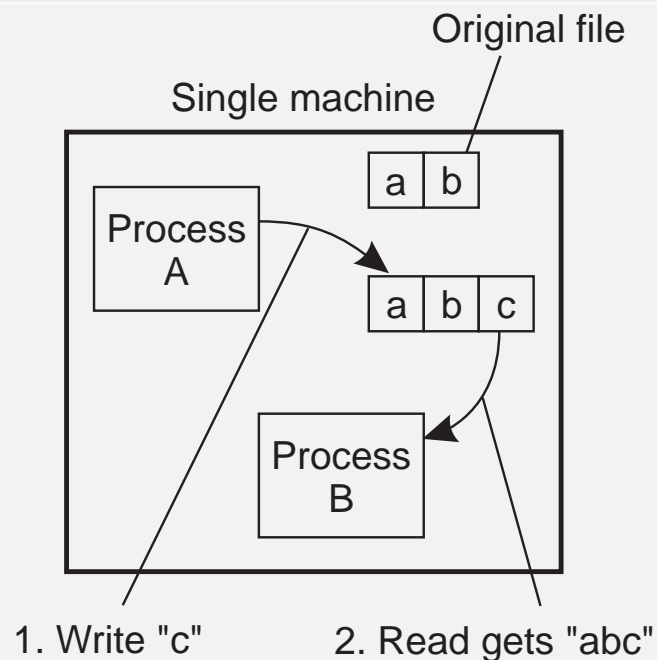 Original file
Single machine
a b
Process
A
a b c
Process
B
1. Write "c"
2. Read gets "abc"